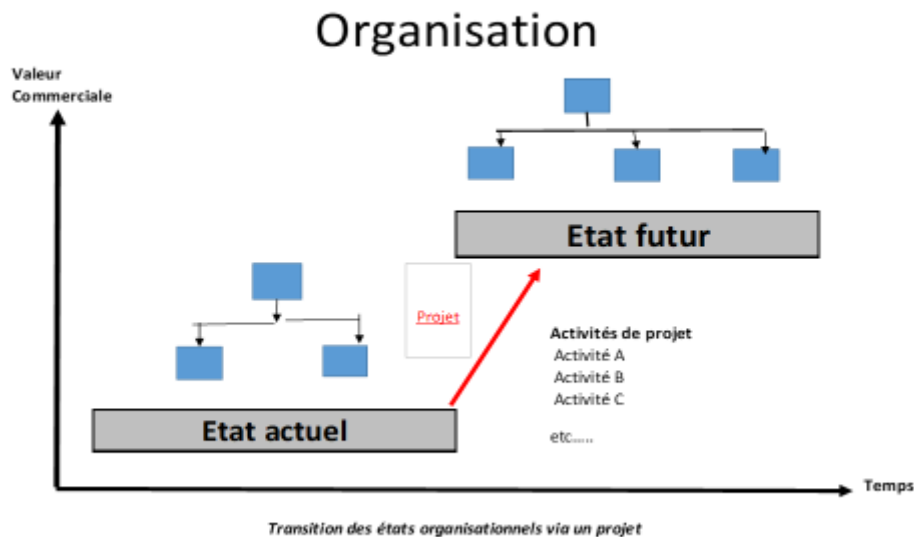 Organisation
Valeur
Commerciale
Etat futur
Projet
Activités de projet
Activité A
Activité B
Activité C
etc.....
Etat actuel
Temps
Transition des états organisationnels via un projet